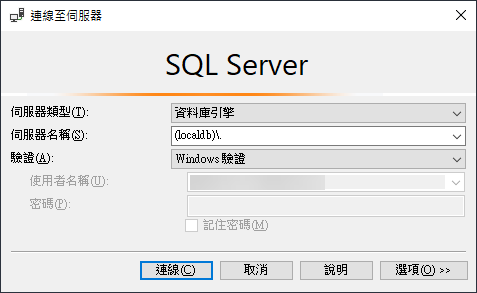 連線至伺服器
SQL Server
伺服器類型(T): 資料庫引擎
伺服器名稱(S): (localdb)\.
驗證(A): Windows 驗證
使用者名稱(U):
密碼(P):
記住密碼(M)
連線(C) 取消 說明 選項(O) >>